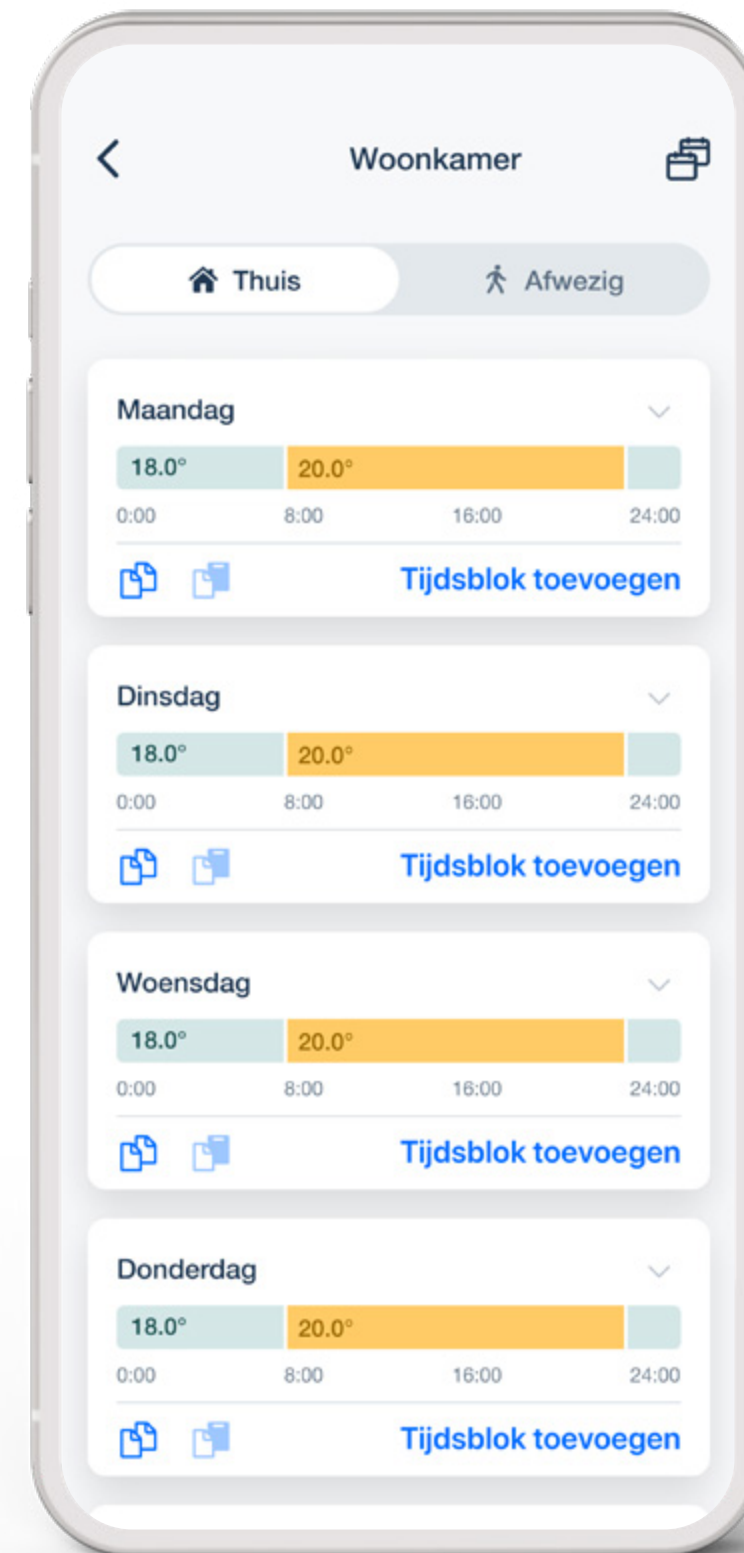 Woonkamer
Thuis Afwezig
Maandag
18.0° 20.0°
0:00 8:00 16:00 24:00
Tijdsblok toevoegen
Dinsdag
18.0° 20.0°
0:00 8:00 16:00 24:00
Tijdsblok toevoegen
Woensdag
18.0° 20.0°
0:00 8:00 16:00 24:00
Tijdsblok toevoegen
Donderdag
18.0° 20.0°
0:00 8:00 16:00 24:00
Tijdsblok toevoegen